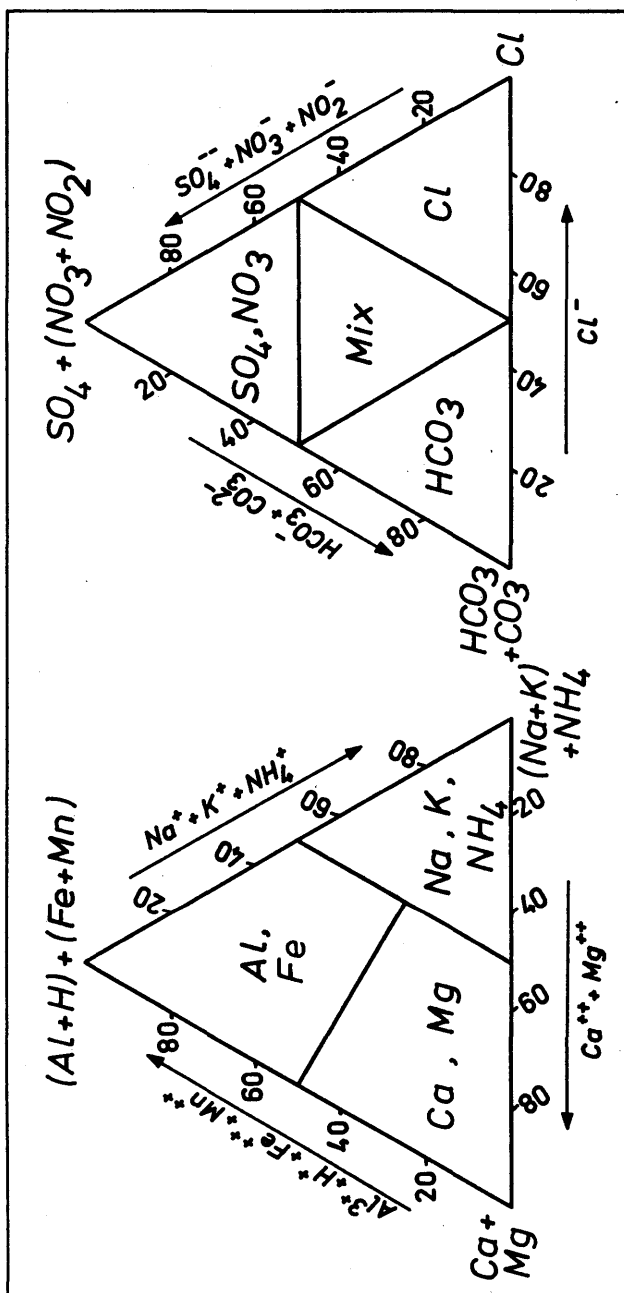 (Al+H) + (Fe+Mn)
Na⁺ + K⁺ + NH₄⁺
20
40
60
80
Al³⁺+H⁺+Fe⁺⁺+Mn⁺⁺
80
60
40
20
Al,
Fe
Ca, Mg
Na, K,
NH₄
Ca+
Mg
80
60
40
20
(Na+K)
+NH₄
Ca⁺⁺+ Mg⁺⁺
SO₄ + (NO₃ + NO₂)
SO₄⁻⁻ + NO₃⁻ + NO₂⁻
80
60
40
20
HCO₃⁻ + CO₃²⁻
20
40
60
80
SO₄, NO₃
Mix
HCO₃
Cl
HCO₃
+CO₃
20
40
60
80
Cl
Cl⁻